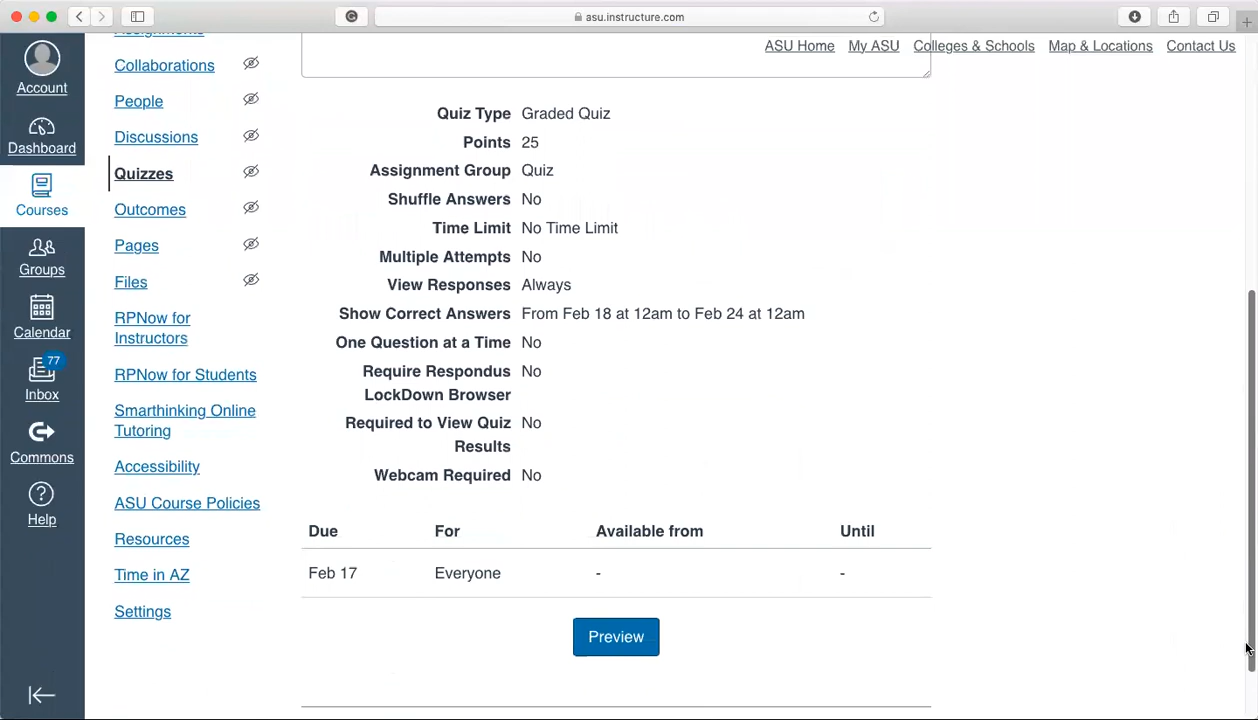 asu.instructure.com
ASU Home My ASU Colleges & Schools Map & Locations Contact Us
Account
Dashboard
Courses
Groups
Calendar
77
Inbox
Commons
Help
Assignments
Collaborations
People
Discussions
Quizzes
Outcomes
Pages
Files
RPNow for
Instructors
RPNow for Students
Smarthinking Online
Tutoring
Accessibility
ASU Course Policies
Resources
Time in AZ
Settings
Quiz Type Graded Quiz
Points 25
Assignment Group Quiz
Shuffle Answers No
Time Limit No Time Limit
Multiple Attempts No
View Responses Always
Show Correct Answers From Feb 18 at 12am to Feb 24 at 12am
One Question at a Time No
Require Respondus No
LockDown Browser
Required to View Quiz No
Results
Webcam Required No
Due For Available from Until
Feb 17 Everyone - -
Preview